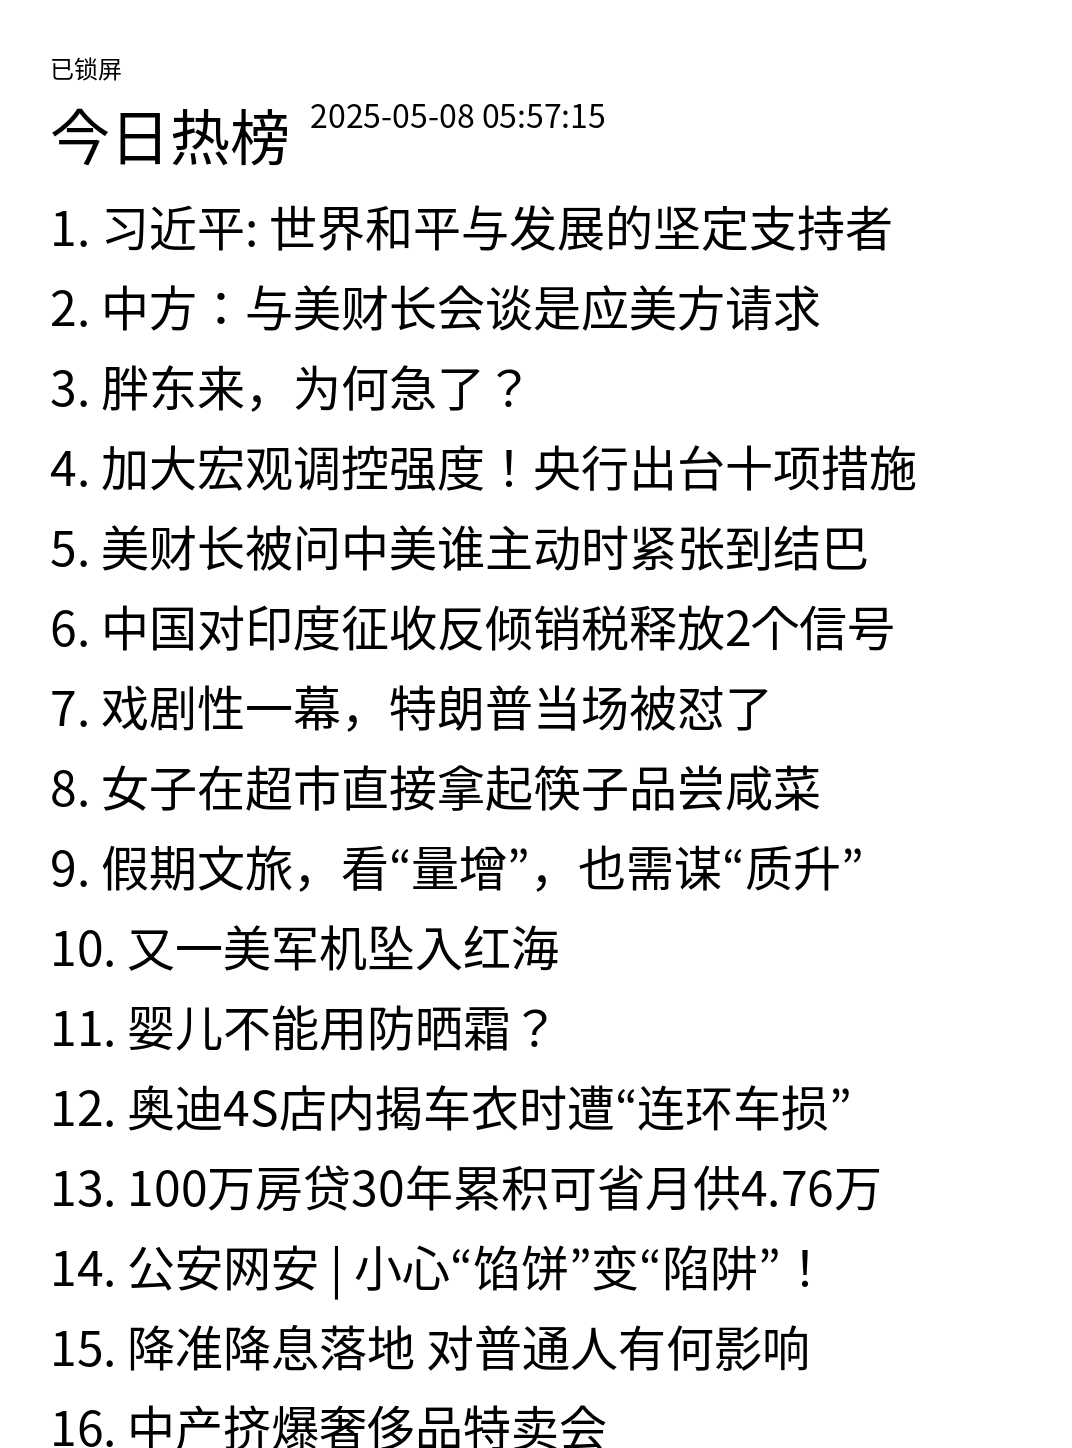 已锁屏
今日热榜 2025-05-08 05:57:15
1. 习近平: 世界和平与发展的坚定支持者
2. 中方：与美财长会谈是应美方请求
3. 胖东来，为何急了？
4. 加大宏观调控强度！央行出台十项措施
5. 美财长被问中美谁主动时紧张到结巴
6. 中国对印度征收反倾销税释放2个信号
7. 戏剧性一幕，特朗普当场被怼了
8. 女子在超市直接拿起筷子品尝咸菜
9. 假期文旅，看“量增”，也需谋“质升”
10. 又一美军机坠入红海
11. 婴儿不能用防晒霜？
12. 奥迪4S店内揭车衣时遭“连环车损”
13. 100万房贷30年累积可省月供4.76万
14. 公安网安 | 小心“馅饼”变“陷阱”！
15. 降准降息落地 对普通人有何影响
16. 中产挤爆奢侈品特卖会